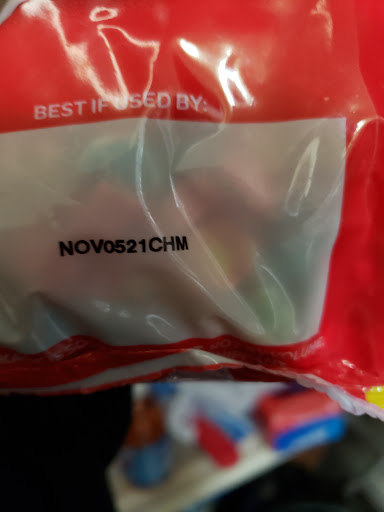 BEST IF USED BY:
NOV0521CHM